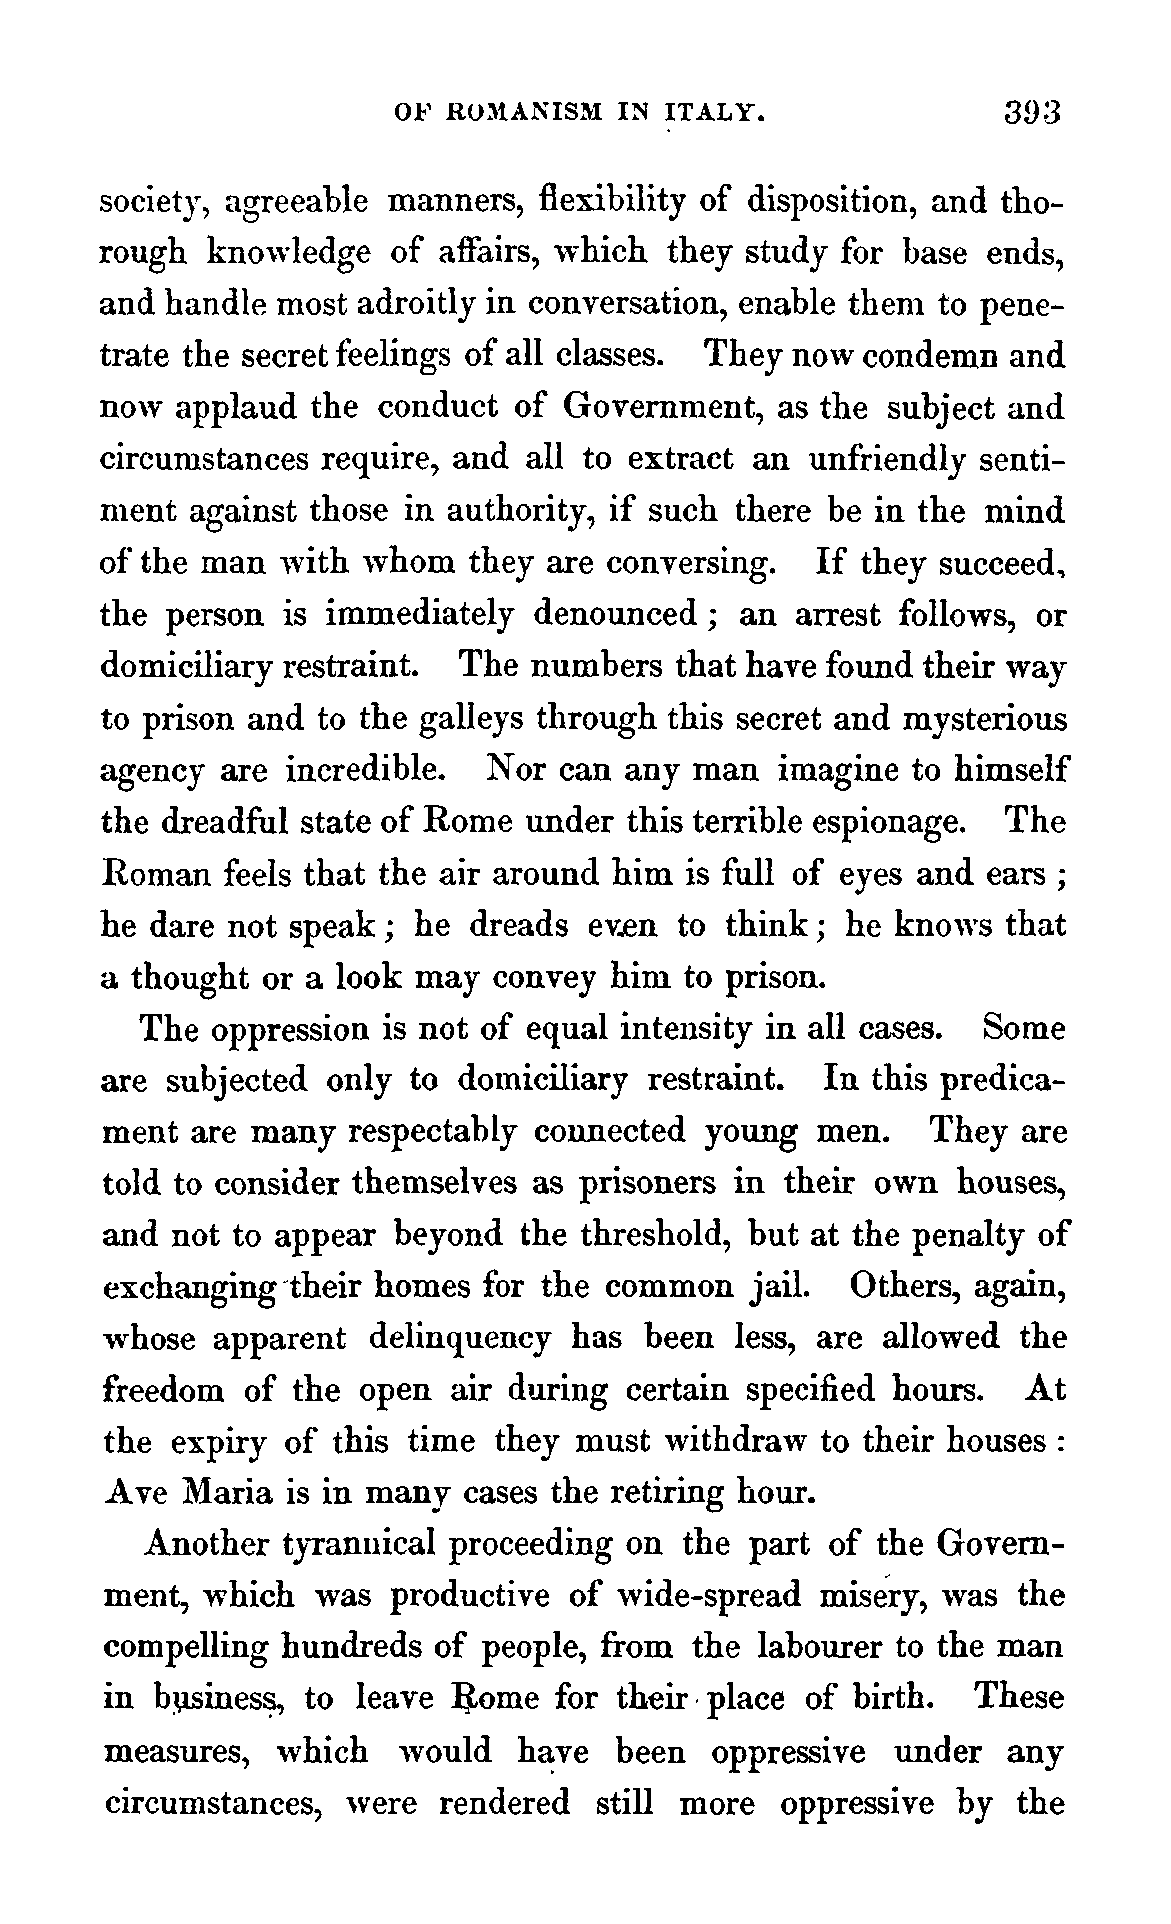 OF ROMANISM IN ITALY. 393
society, agreeable manners, flexibility of disposition, and tho-
rough knowledge of affairs, which they study for base ends,
and handle most adroitly in conversation, enable them to pene-
trate the secret feelings of all classes. They now condemn and
now applaud the conduct of Government, as the subject and
circumstances require, and all to extract an unfriendly senti-
ment against those in authority, if such there be in the mind
of the man with whom they are conversing. If they succeed,
the person is immediately denounced ; an arrest follows, or
domiciliary restraint. The numbers that have found their way
to prison and to the galleys through this secret and mysterious
agency are incredible. Nor can any man imagine to himself
the dreadful state of Rome under this terrible espionage. The
Roman feels that the air around him is full of eyes and ears ;
he dare not speak ; he dreads even to think ; he knows that
a thought or a look may convey him to prison.
The oppression is not of equal intensity in all cases. Some
are subjected only to domiciliary restraint. In this predica-
ment are many respectably connected young men. They are
told to consider themselves as prisoners in their own houses,
and not to appear beyond the threshold, but at the penalty of
exchanging their homes for the common jail. Others, again,
whose apparent delinquency has been less, are allowed the
freedom of the open air during certain specified hours. At
the expiry of this time they must withdraw to their houses :
Ave Maria is in many cases the retiring hour.
Another tyrannical proceeding on the part of the Govern-
ment, which was productive of wide-spread misery, was the
compelling hundreds of people, from the labourer to the man
in business, to leave Rome for their place of birth. These
measures, which would have been oppressive under any
circumstances, were rendered still more oppressive by the